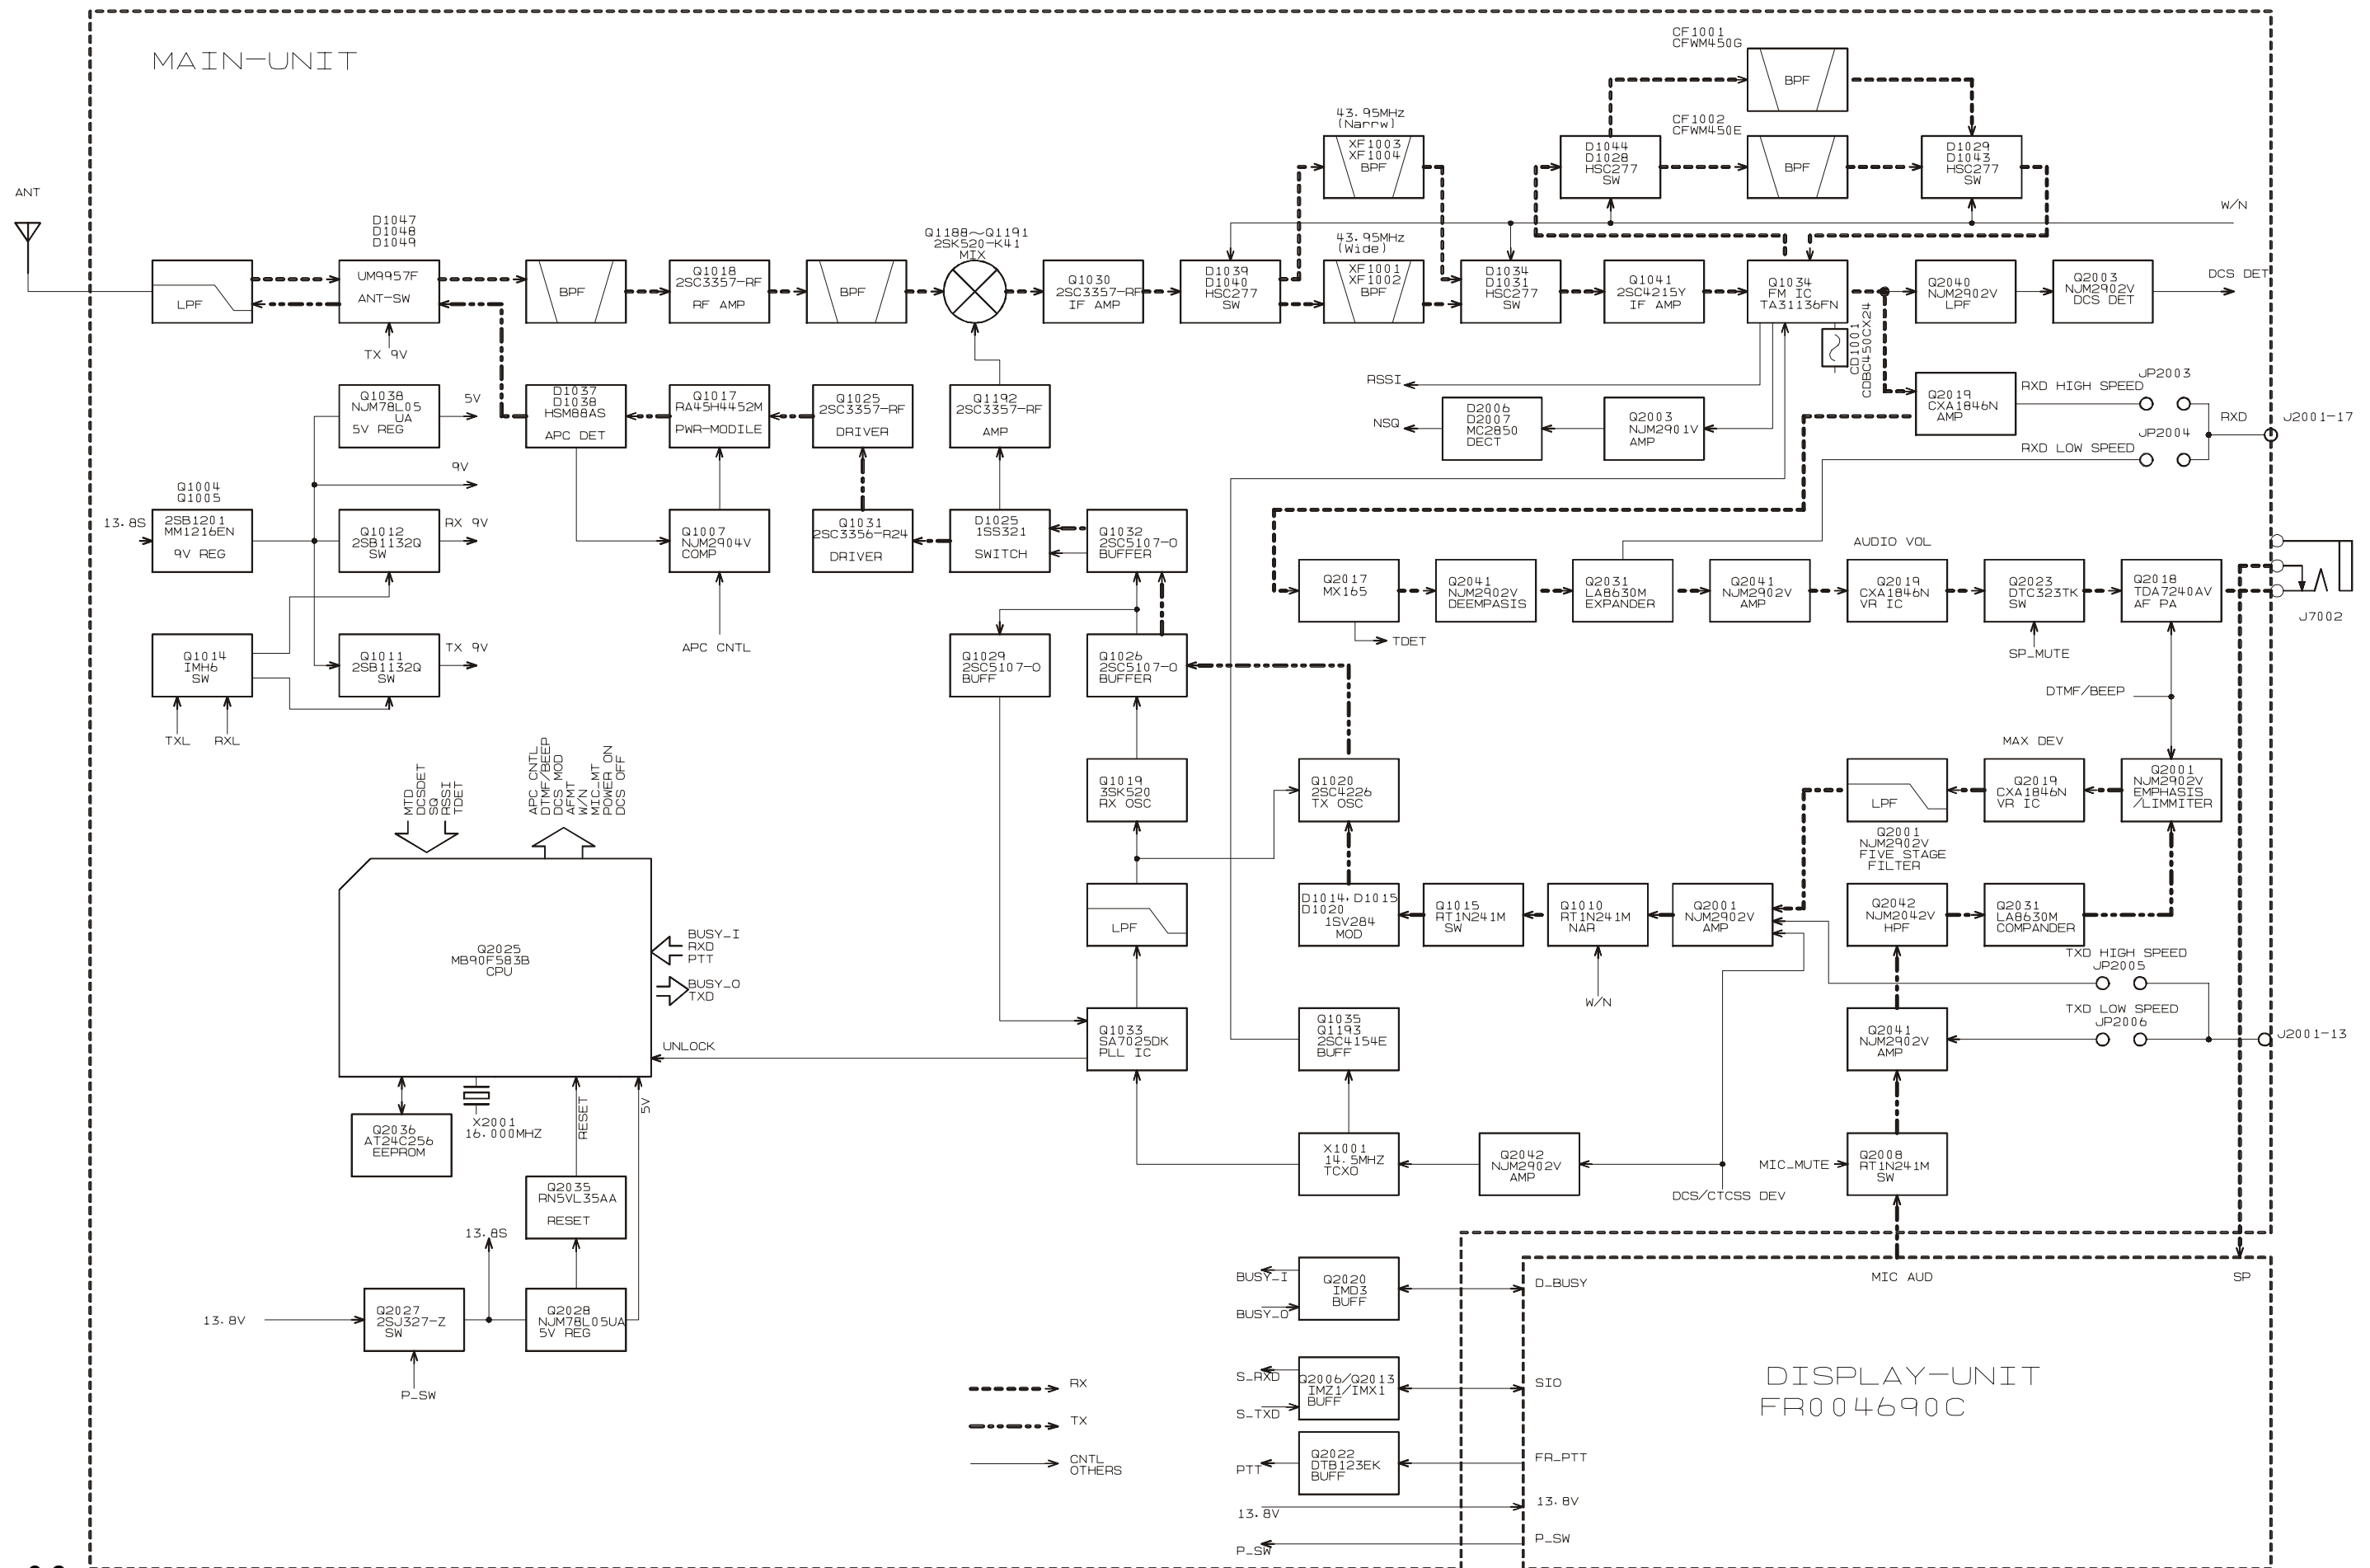 MAIN-UNIT
CF1001
CFWM450G
BPF
43.95MHz
(Narrw)
CF1002
CFWM450E
XF1003
XF1004
BPF
D1044
D1028
HSC277
SW
BPF
D1029
D1043
HSC277
SW
ANT
W/N
D1047
D1048
D1049
Q1188~Q1191
2SK520-K41
MIX
43.95MHz
(Wide)
LPF
UM9957F
ANT-SW
BPF
Q1018
2SC3357-RF
RF AMP
BPF
Q1030
2SC3357-RF
IF AMP
D1039
D1040
HSC277
SW
XF1001
XF1002
BPF
D1034
D1031
HSC277
SW
Q1041
2SC4215Y
IF AMP
Q1034
FM IC
TA31136FN
Q2040
NJM2902V
LPF
Q2003
NJM2902V
DCS DET
DCS DET
TX 9V
CD1001
CDBC450CX24
RSSI
Q1038
NJM78L05
UA
5V REG
5V
D1037
D1038
HSM88AS
APC DET
Q1017
RA45H4452M
PWR-MODILE
Q1025
2SC3357-RF
DRIVER
Q1192
2SC3357-RF
AMP
NSQ
D2006
D2007
MC2850
DECT
Q2003
NJM2901V
AMP
Q2019
CXA1846N
AMP
RXD HIGH SPEED
JP2003
RXD
J2001-17
JP2004
RXD LOW SPEED
9V
Q1004
Q1005
13.8S
2SB1201
MM1216EN
9V REG
Q1012
2SB1132Q
SW
RX 9V
Q1007
NJM2904V
COMP
Q1031
2SC3356-R24
DRIVER
D1025
1SS321
SWITCH
Q1032
2SC5107-O
BUFFER
AUDIO VOL
Q2017
MX165
Q2041
NJM2902V
DEEMPASIS
Q2031
LA8630M
EXPANDER
Q2041
NJM2902V
AMP
Q2019
CXA1846N
VR IC
Q2023
DTC323TK
SW
Q2018
TDA7240AV
AF PA
J7002
TDET
SP_MUTE
APC CNTL
Q1014
IMH6
SW
Q1011
2SB1132Q
SW
TX 9V
Q1029
2SC5107-O
BUFF
Q1026
2SC5107-O
BUFFER
DTMF/BEEP
TXL
RXL
MAX DEV
MTD
DCSDET
SQ
RSSI
TDET
APC CNTL
DTMF/BEEP
DCS MOD
AFMT
W/N
MIC_MT
POWER ON
DCS OFF
Q1019
3SK520
RX OSC
Q1020
2SC4226
TX OSC
LPF
Q2001
NJM2902V
FIVE STAGE
FILTER
Q2019
CXA1846N
VR IC
Q2001
NJM2902V
EMPHASIS
/LIMMITER
LPF
D1014,D1015
D1020
1SV284
MOD
Q1015
RT1N241M
SW
Q1010
RT1N241M
NAR
Q2001
NJM2902V
AMP
Q2042
NJM2042V
HPF
Q2031
LA8630M
COMPANDER
Q2025
MB90F583B
CPU
BUSY_I
RXD
PTT
BUSY_O
TXD
W/N
TXD HIGH SPEED
JP2005
TXD LOW SPEED
JP2006
J2001-13
UNLOCK
Q1033
SA7025DK
PLL IC
Q1035
Q1193
2SC4154E
BUFF
Q2041
NJM2902V
AMP
X2001
16.000MHZ
RESET
5V
Q2036
AT24C256
EEPROM
X1001
14.5MHZ
TCXO
Q2042
NJM2902V
AMP
MIC_MUTE
Q2008
RT1N241M
SW
DCS/CTCSS DEV
Q2035
RN5VL35AA
RESET
13.8S
13.8V
Q2027
2SJ327-Z
SW
Q2028
NJM78L05UA
5V REG
P_SW
BUSY_I
BUSY_O
Q2020
IMD3
BUFF
D_BUSY
MIC AUD
SP
RX
TX
CNTL
OTHERS
S_RXD
S_TXD
Q2006/Q2013
IMZ1/IMX1
BUFF
SIO
DISPLAY-UNIT
FR004690C
PTT
Q2022
DTB123EK
BUFF
FR_PTT
13.8V
13.8V
P_SW
P_SW